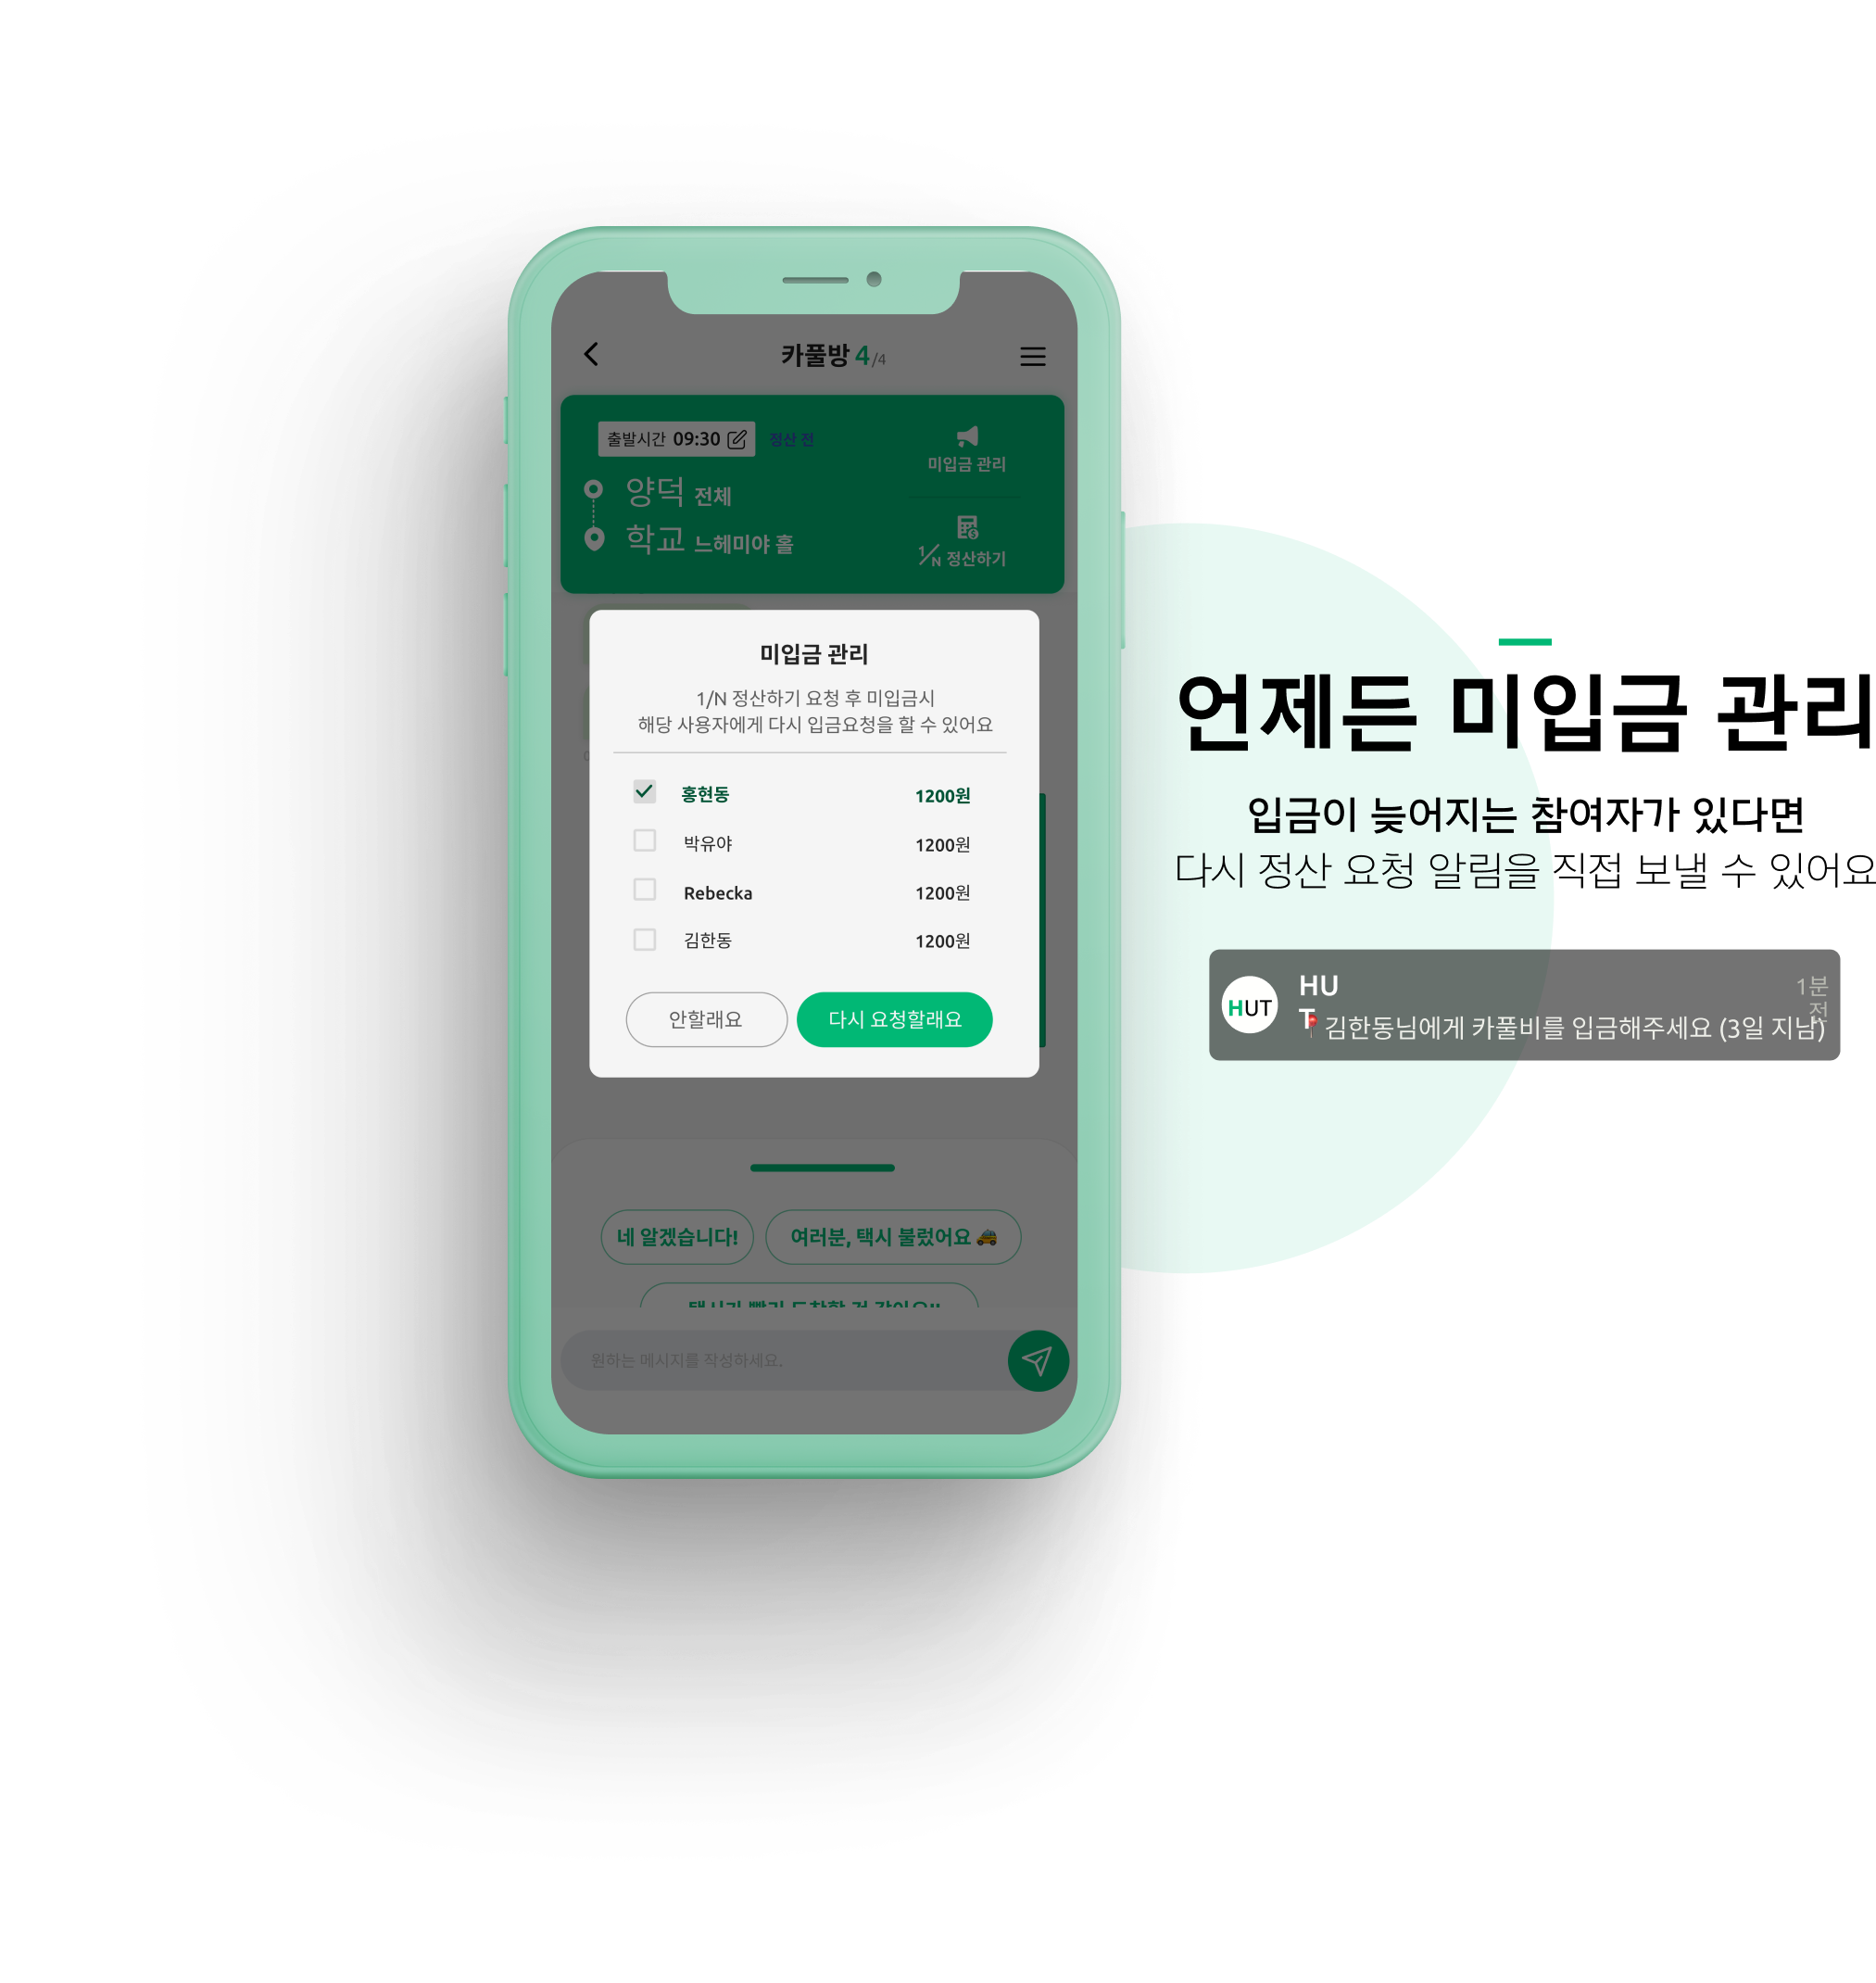 카풀방 4/4
출발시간 09:30
정산 전
미입금 관리
양덕 전체
학교 느헤미야 홀
1/N 정산하기
미입금 관리
1/N 정산하기 요청 후 미입금시
해당 사용자에게 다시 입금요청을 할 수 있어요
홍현동 1200원
박유야 1200원
Rebecka 1200원
김한동 1200원
안할래요
다시 요청할래요
네 알겠습니다!
여러분, 택시 불렀어요 🚕
원하는 메시지를 작성하세요.
언제든 미입금 관리
입금이 늦어지는 참여자가 있다면
다시 정산 요청 알림을 직접 보낼 수 있어요
HUT
HU
T
1분
전
📍김한동님에게 카풀비를 입금해주세요 (3일 지남)